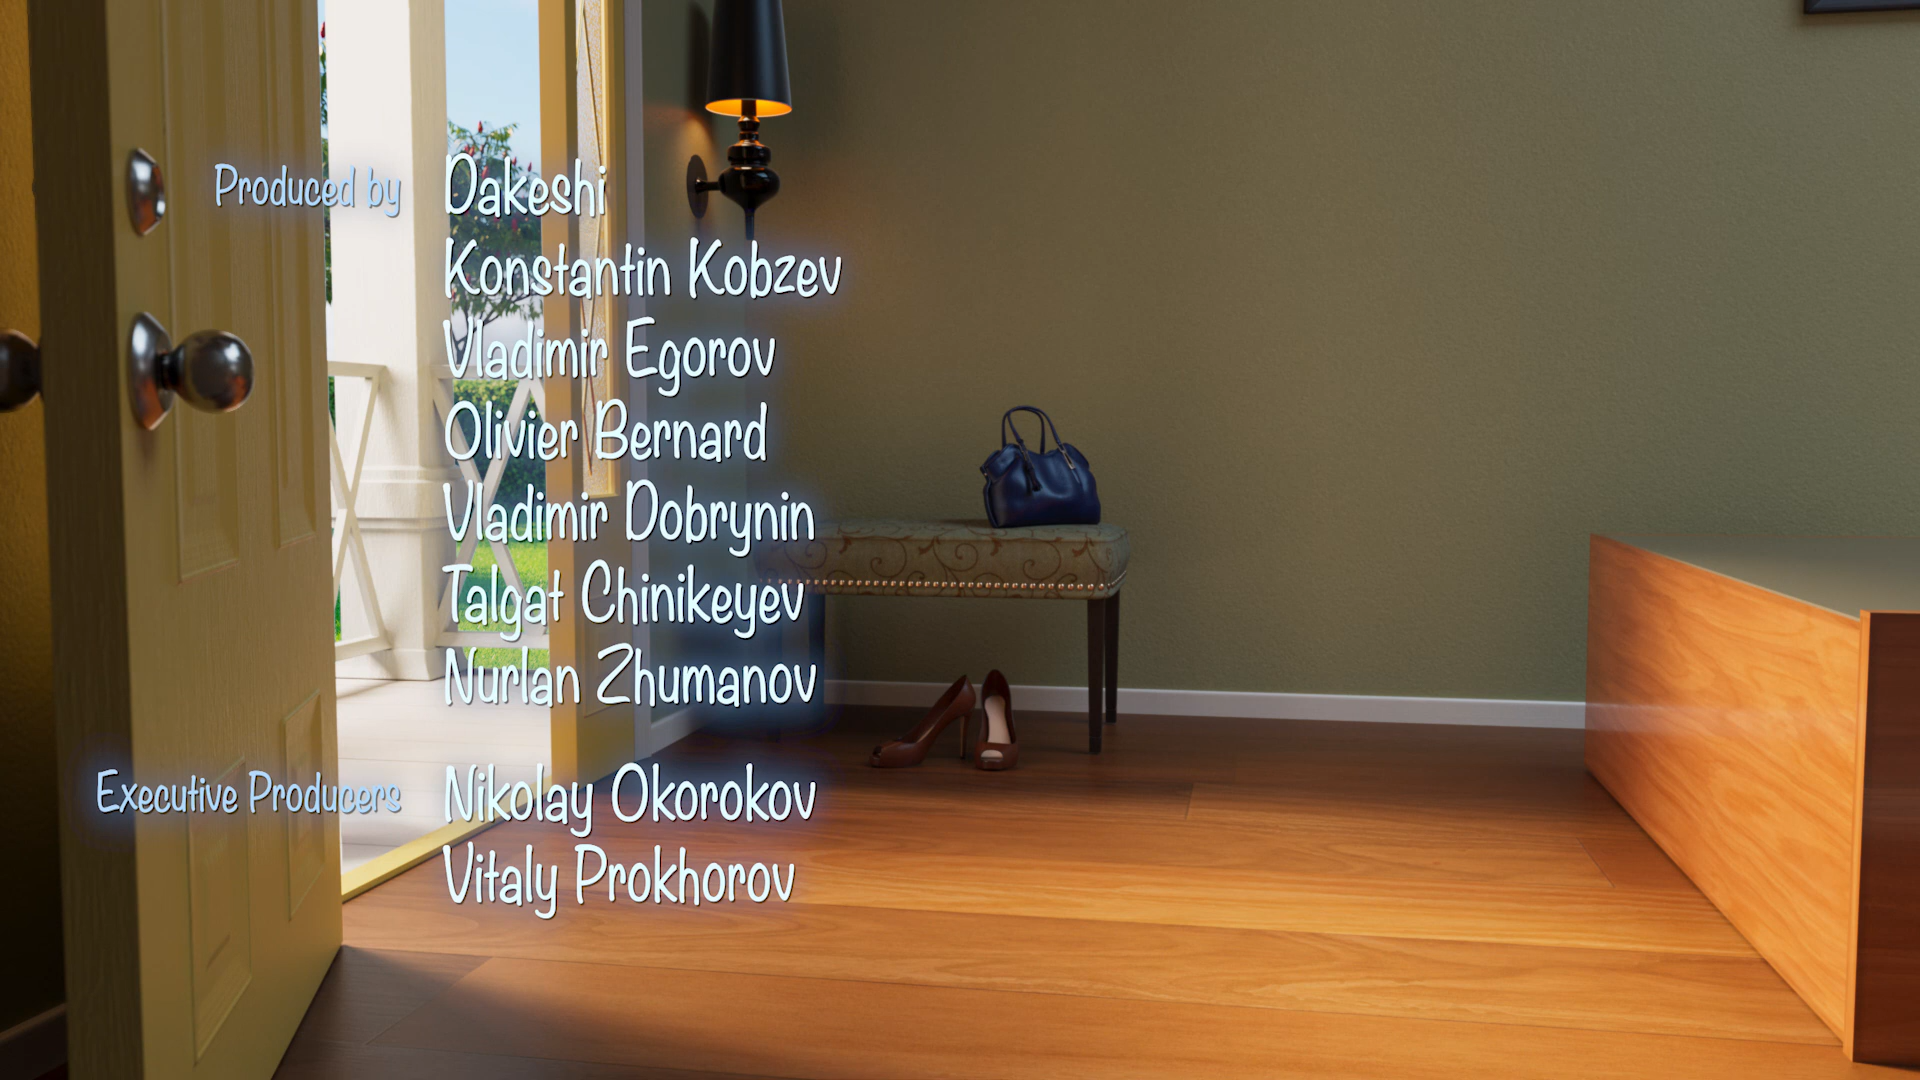 Produced by Dakeshi
Konstantin Kobzev
Vladimir Egorov
Olivier Bernard
Vladimir Dobrynin
Talgat Chinikeyev
Nurlan Zhumanov
Executive Producers Nikolay Okorokov
Vitaly Prokhorov